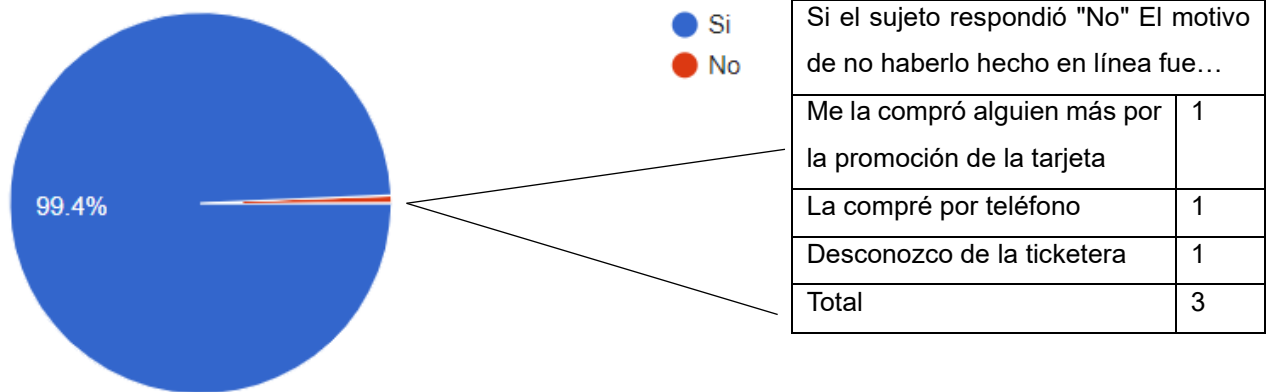 99.4%
Si
No
Si el sujeto respondió "No" El motivo
de no haberlo hecho en línea fue…
Me la compró alguien más por
la promoción de la tarjeta
1
La compré por teléfono
1
Desconozco de la ticketera
1
Total
3